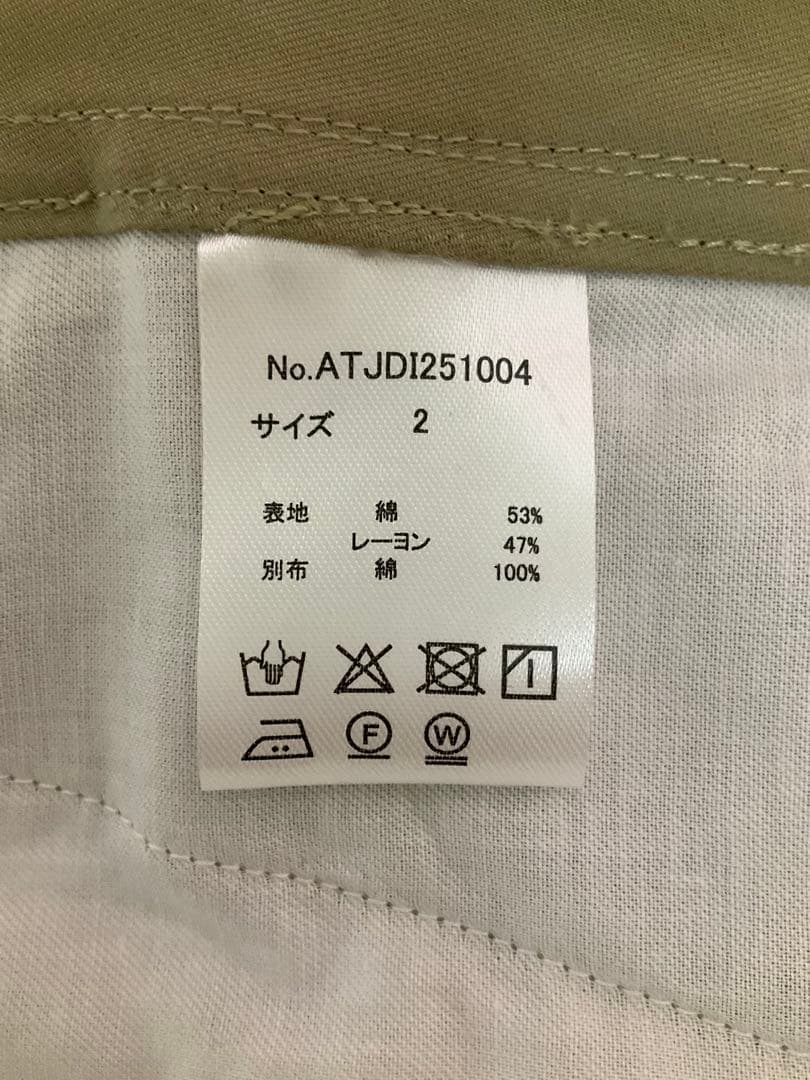 No.ATJDI251004
サイズ 2
表地 綿 53%
レーヨン 47%
別布 綿 100%
F W